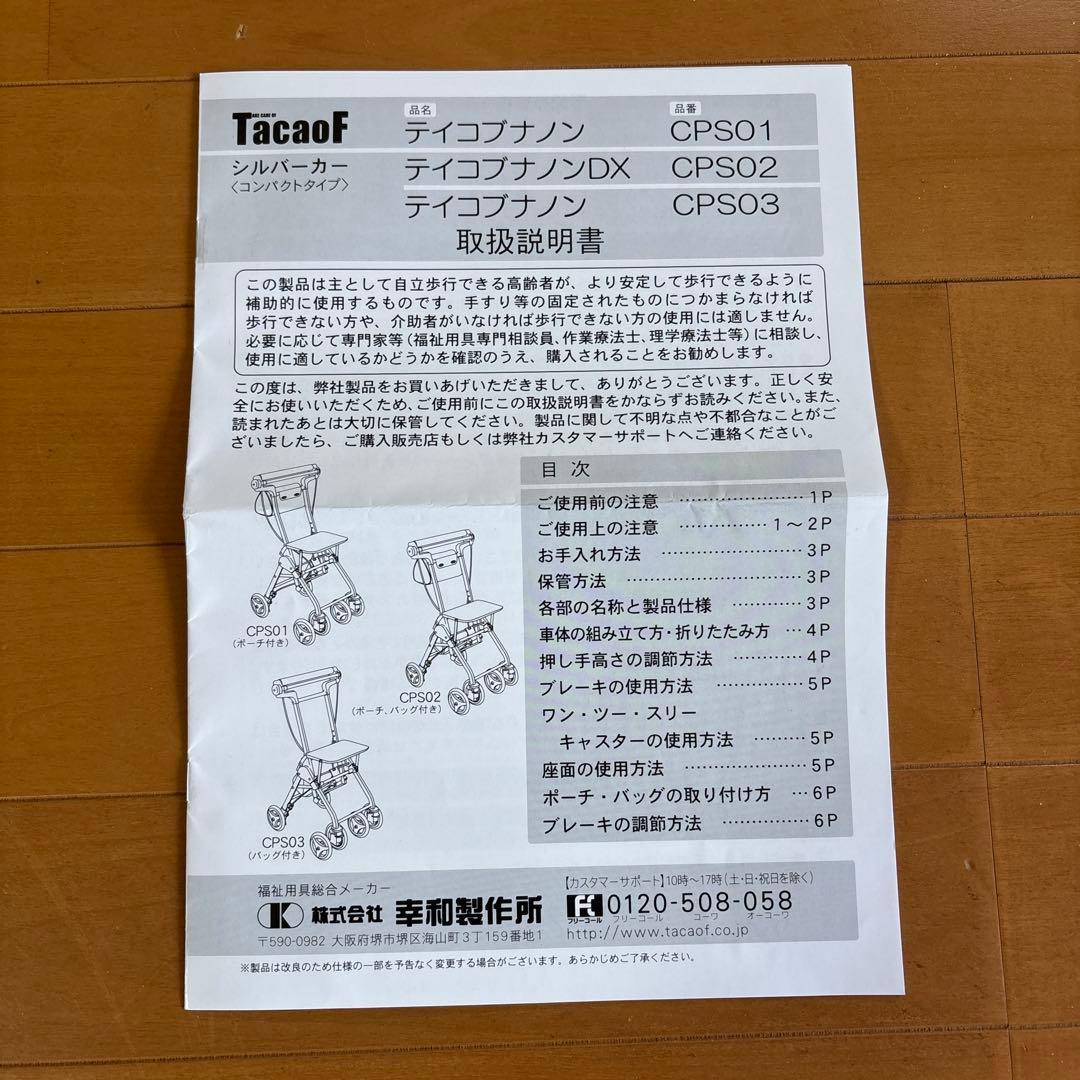 TAKE CARE OF
TacaoF
シルバーカー
〈コンパクトタイプ〉
品名 品番
テイコブナノン CPS01
テイコブナノンDX CPS02
テイコブナノン CPS03
取扱説明書
この製品は主として自立歩行できる高齢者が、より安定して歩行できるように
補助的に使用するものです。手すり等の固定されたものにつかまらなければ
歩行できない方や、介助者がいなければ歩行できない方の使用には適しません。
必要に応じて専門家等(福祉用具専門相談員、作業療法士、理学療法士等)に相談し、
使用に適しているかどうかを確認のうえ、購入されることをお勧めします。
この度は、弊社製品をお買いあげいただきまして、ありがとうございます。正しく安
全にお使いいただくため、ご使用前にこの取扱説明書をかならずお読みください。また、
読まれたあとは大切に保管してください。製品に関して不明な点や不都合なことがご
ざいましたら、ご購入販売店もしくは弊社カスタマーサポートへご連絡ください。
CPS01
(ポーチ付き)
CPS02
(ポーチ、バッグ付き)
CPS03
(バッグ付き)
目 次
ご使用前の注意 …………………1P
ご使用上の注意 ……………1～2P
お手入れ方法 ……………………3P
保管方法 …………………………3P
各部の名称と製品仕様 …………3P
車体の組み立て方・折りたたみ方 …4P
押し手高さの調節方法 …………4P
ブレーキの使用方法 ……………5P
ワン・ツー・スリー
キャスターの使用方法 ………5P
座面の使用方法 …………………5P
ポーチ・バッグの取り付け方 …6P
ブレーキの調節方法 ……………6P
福祉用具総合メーカー
株式会社 幸和製作所
〒590-0982 大阪府堺市堺区海山町3丁159番地1
【カスタマーサポート】10時～17時(土・日・祝日を除く)
フリーコール 0120-508-058
フリーコール コーワ オーコーワ
http://www.tacaof.co.jp
※製品は改良のため仕様の一部を予告なく変更する場合がございます。あらかじめご了承ください。